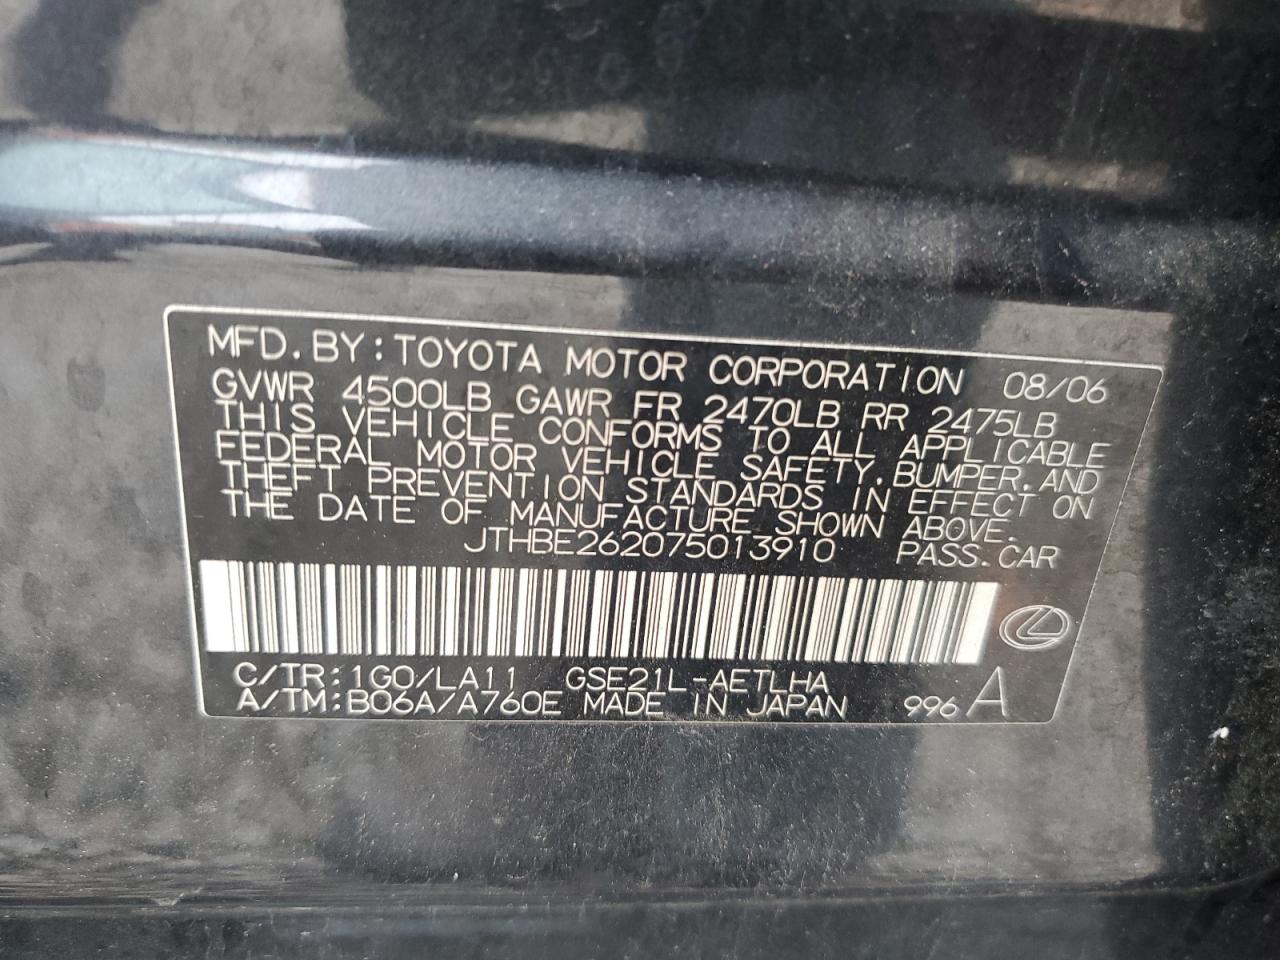 MFD. BY: TOYOTA MOTOR CORPORATION 08/06
GVWR 4500LB GAWR FR 2470LB RR 2475LB
THIS VEHICLE CONFORMS TO ALL APPLICABLE
FEDERAL MOTOR VEHICLE SAFETY, BUMPER, AND
THEFT PREVENTION STANDARDS IN EFFECT ON
THE DATE OF MANUFACTURE SHOWN ABOVE.
JTHBE262075013910 PASS. CAR
C/TR: 1G0/LA11 GSE21L-AETLHA
A/TM: B06A/A760E MADE IN JAPAN 996 A